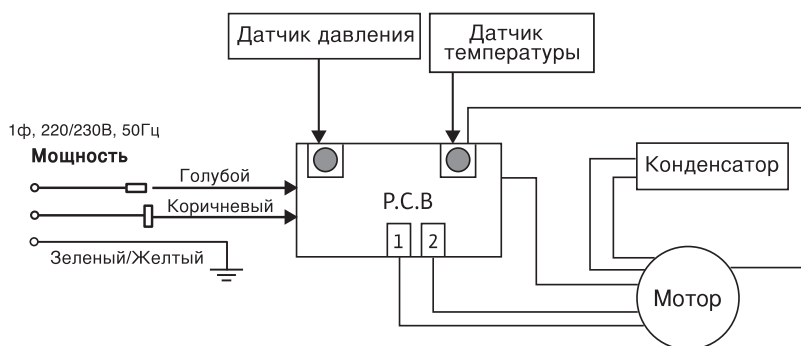 Датчик давления
Датчик
температуры
1ф, 220/230В, 50Гц
Мощность
Голубой
Коричневый
Зеленый/Желтый
P.C.B
1 2
Конденсатор
Мотор